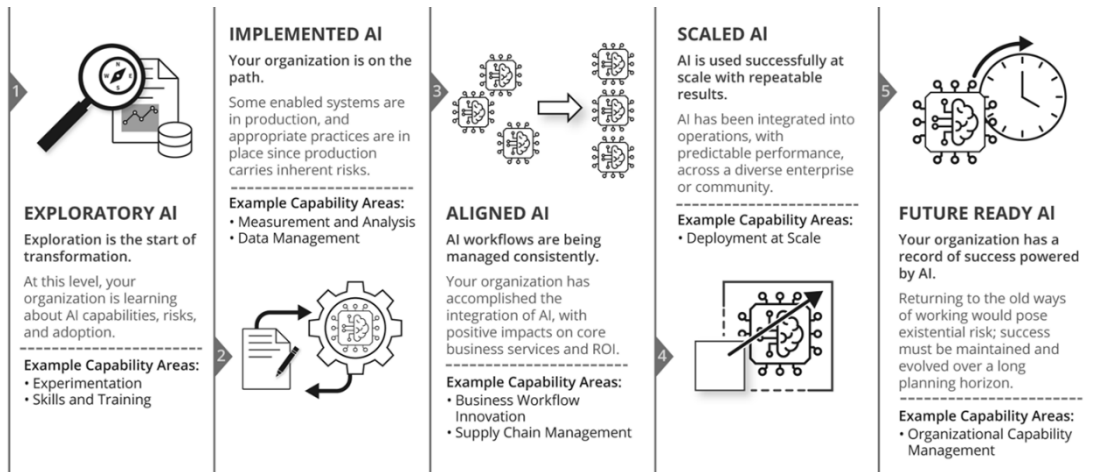 1
EXPLORATORY AI
Exploration is the start of
transformation.
At this level, your
organization is learning
about AI capabilities, risks,
and adoption.
Example Capability Areas:
• Experimentation
• Skills and Training
2
IMPLEMENTED AI
Your organization is on the
path.
Some enabled systems are
in production, and
appropriate practices are in
place since production
carries inherent risks.
Example Capability Areas:
• Measurement and Analysis
• Data Management
3
ALIGNED AI
AI workflows are being
managed consistently.
Your organization has
accomplished the
integration of AI, with
positive impacts on core
business services and ROI.
Example Capability Areas:
• Business Workflow
Innovation
• Supply Chain Management
4
SCALED AI
AI is used successfully at
scale with repeatable
results.
AI has been integrated into
operations, with
predictable performance,
across a diverse enterprise
or community.
Example Capability Areas:
• Deployment at Scale
5
FUTURE READY AI
Your organization has a
record of success powered
by AI.
Returning to the old ways
of working would pose
existential risk; success
must be maintained and
evolved over a long
planning horizon.
Example Capability Areas:
• Organizational Capability
Management
N
W E
S